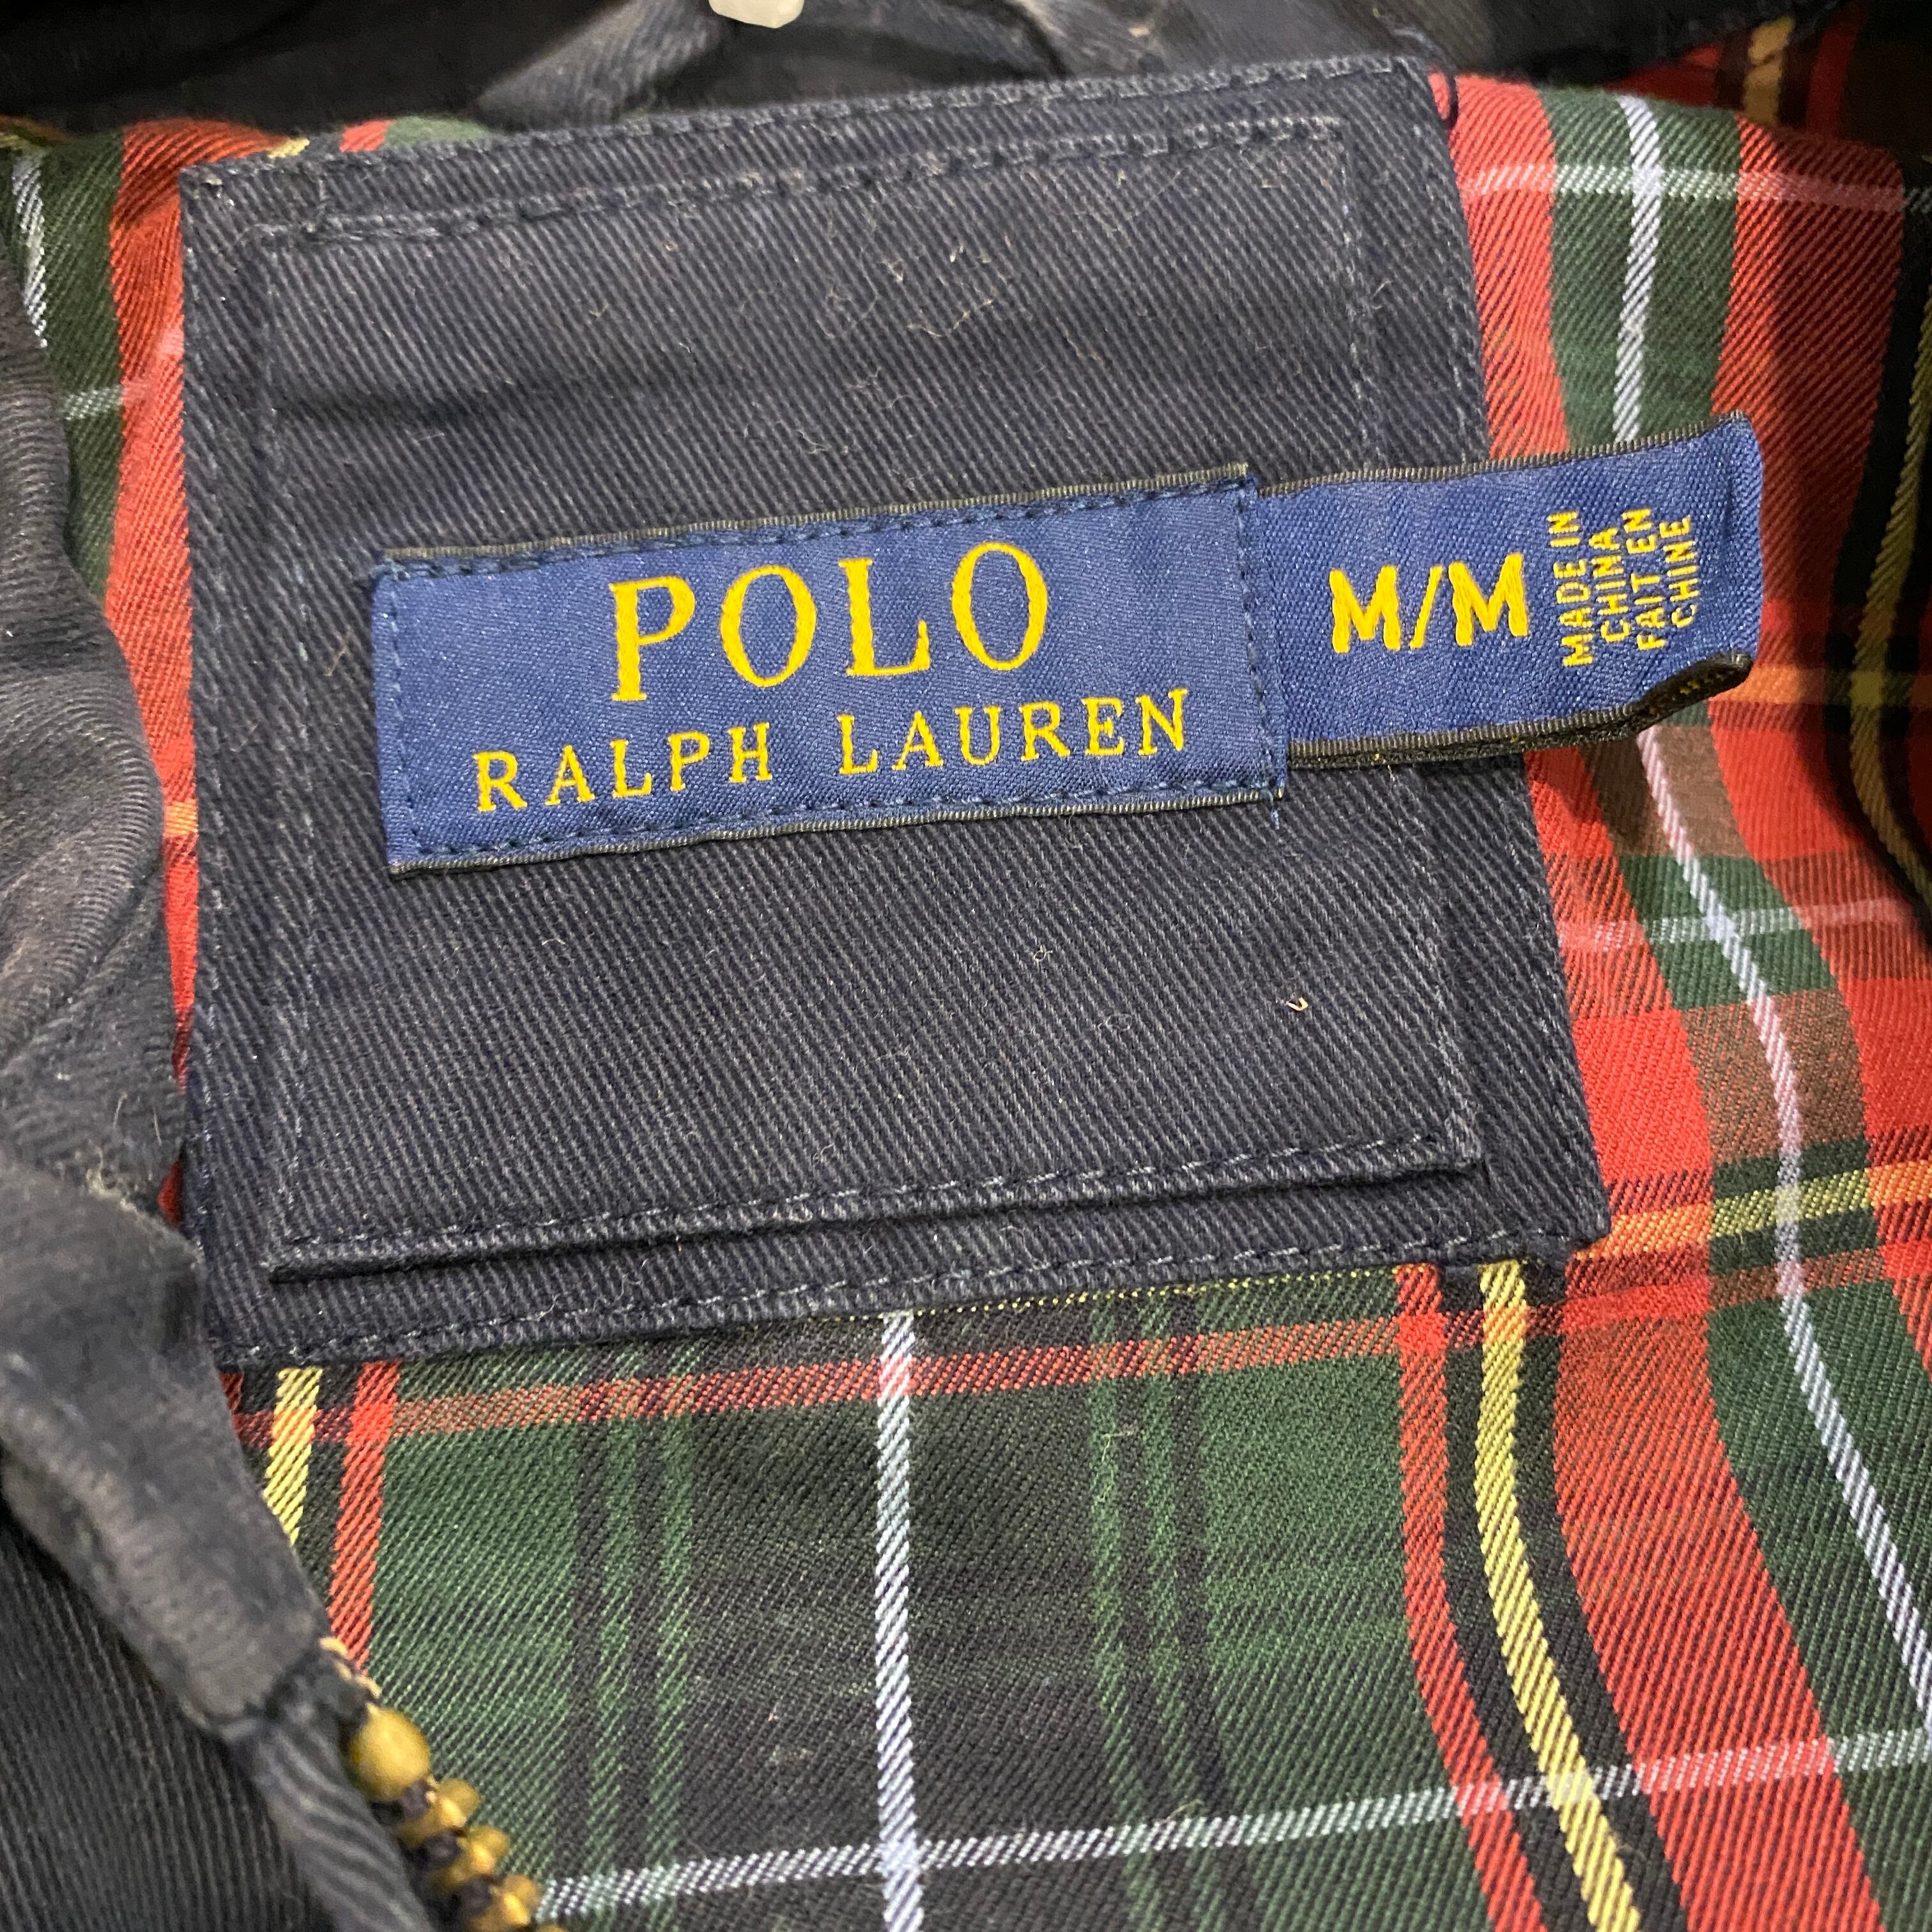 POLO
RALPH LAUREN
M/M
MADE IN
CHINA
FAIT EN
CHINE